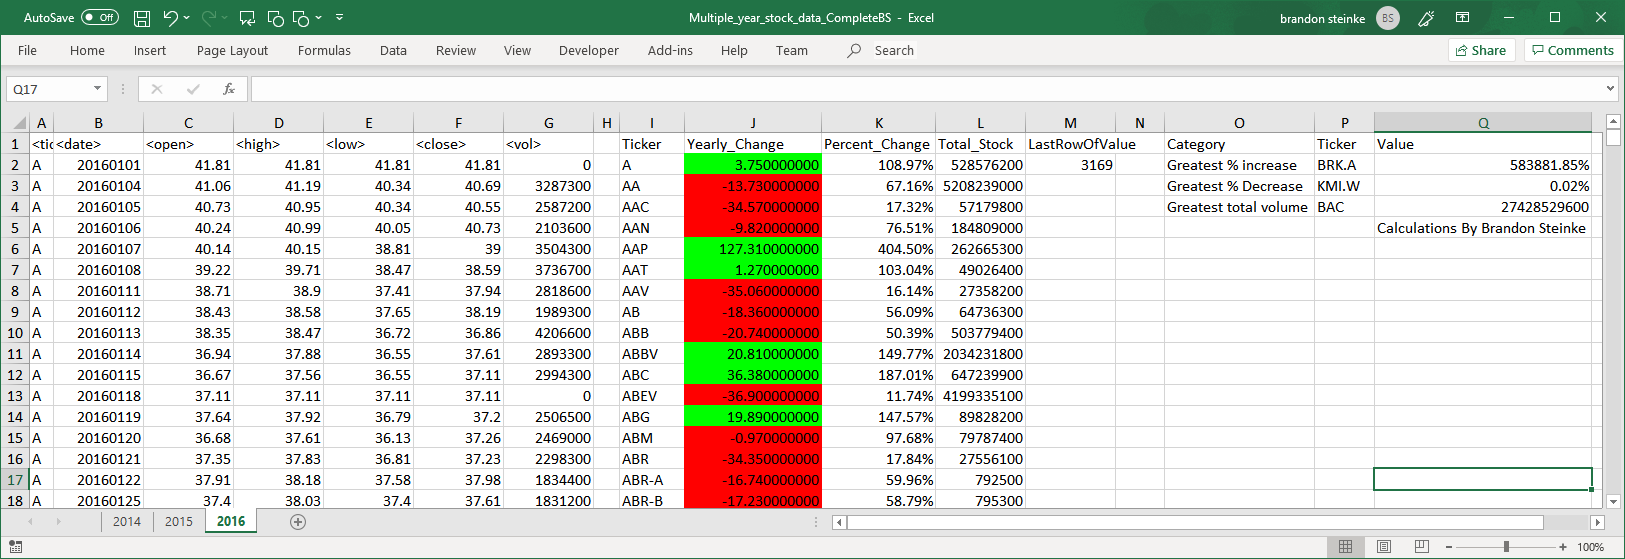 AutoSave Off Multiple_year_stock_data_CompleteBS - Excel brandon steinke BS
File Home Insert Page Layout Formulas Data Review View Developer Add-ins Help Team Search Share Comments
Q17 fx
A B C D E F G H I J K L M N O P Q
1 <tic <date> <open> <high> <low> <close> <vol> Ticker Yearly_Change Percent_Change Total_Stock LastRowOfValue Category Ticker Value
2 A 20160101 41.81 41.81 41.81 41.81 0 A 3.750000000 108.97% 528576200 3169 Greatest % increase BRK.A 583881.85%
3 A 20160104 41.06 41.19 40.34 40.69 3287300 AA -13.730000000 67.16% 5208239000 Greatest % Decrease KMI.W 0.02%
4 A 20160105 40.73 40.95 40.34 40.55 2587200 AAC -34.570000000 17.32% 57179800 Greatest total volume BAC 27428529600
5 A 20160106 40.24 40.99 40.05 40.73 2103600 AAN -9.820000000 76.51% 184809000 Calculations By Brandon Steinke
6 A 20160107 40.14 40.15 38.81 39 3504300 AAP 127.310000000 404.50% 262665300
7 A 20160108 39.22 39.71 38.47 38.59 3736700 AAT 1.270000000 103.04% 49026400
8 A 20160111 38.71 38.9 37.41 37.94 2818600 AAV -35.060000000 16.14% 27358200
9 A 20160112 38.43 38.58 37.65 38.19 1989300 AB -18.360000000 56.09% 64736300
10 A 20160113 38.35 38.47 36.72 36.86 4206600 ABB -20.740000000 50.39% 503779400
11 A 20160114 36.94 37.88 36.55 37.61 2893300 ABBV 20.810000000 149.77% 2034231800
12 A 20160115 36.67 37.56 36.55 37.11 2994300 ABC 36.380000000 187.01% 647239900
13 A 20160118 37.11 37.11 37.11 37.11 0 ABEV -36.900000000 11.74% 4199335100
14 A 20160119 37.64 37.92 36.79 37.2 2506500 ABG 19.890000000 147.57% 89828200
15 A 20160120 36.68 37.61 36.13 37.26 2469000 ABM -0.970000000 97.68% 79787400
16 A 20160121 37.35 37.83 36.81 37.23 2298300 ABR -34.350000000 17.84% 27556100
17 A 20160122 37.91 38.18 37.58 37.98 1834400 ABR-A -16.740000000 59.96% 792500
18 A 20160125 37.4 38.03 37.4 37.61 1831200 ABR-B -17.230000000 58.79% 795300
2014 2015 2016
100%